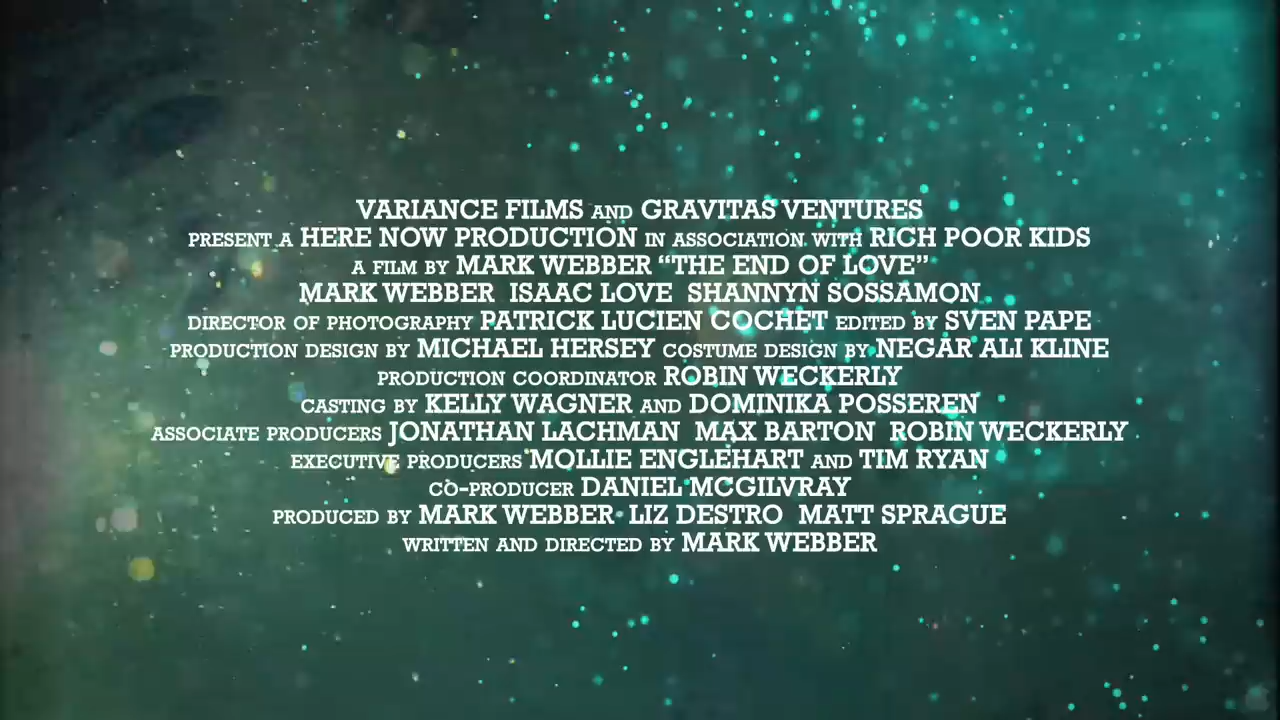 VARIANCE FILMS AND GRAVITAS VENTURES
PRESENT A HERE NOW PRODUCTION IN ASSOCIATION WITH RICH POOR KIDS
A FILM BY MARK WEBBER “THE END OF LOVE”
MARK WEBBER ISAAC LOVE SHANNYN SOSSAMON
DIRECTOR OF PHOTOGRAPHY PATRICK LUCIEN COCHET EDITED BY SVEN PAPE
PRODUCTION DESIGN BY MICHAEL HERSEY COSTUME DESIGN BY NEGAR ALI KLINE
PRODUCTION COORDINATOR ROBIN WECKERLY
CASTING BY KELLY WAGNER AND DOMINIKA POSSEREN
ASSOCIATE PRODUCERS JONATHAN LACHMAN MAX BARTON ROBIN WECKERLY
EXECUTIVE PRODUCERS MOLLIE ENGLEHART AND TIM RYAN
CO-PRODUCER DANIEL MCGILVRAY
PRODUCED BY MARK WEBBER LIZ DESTRO MATT SPRAGUE
WRITTEN AND DIRECTED BY MARK WEBBER